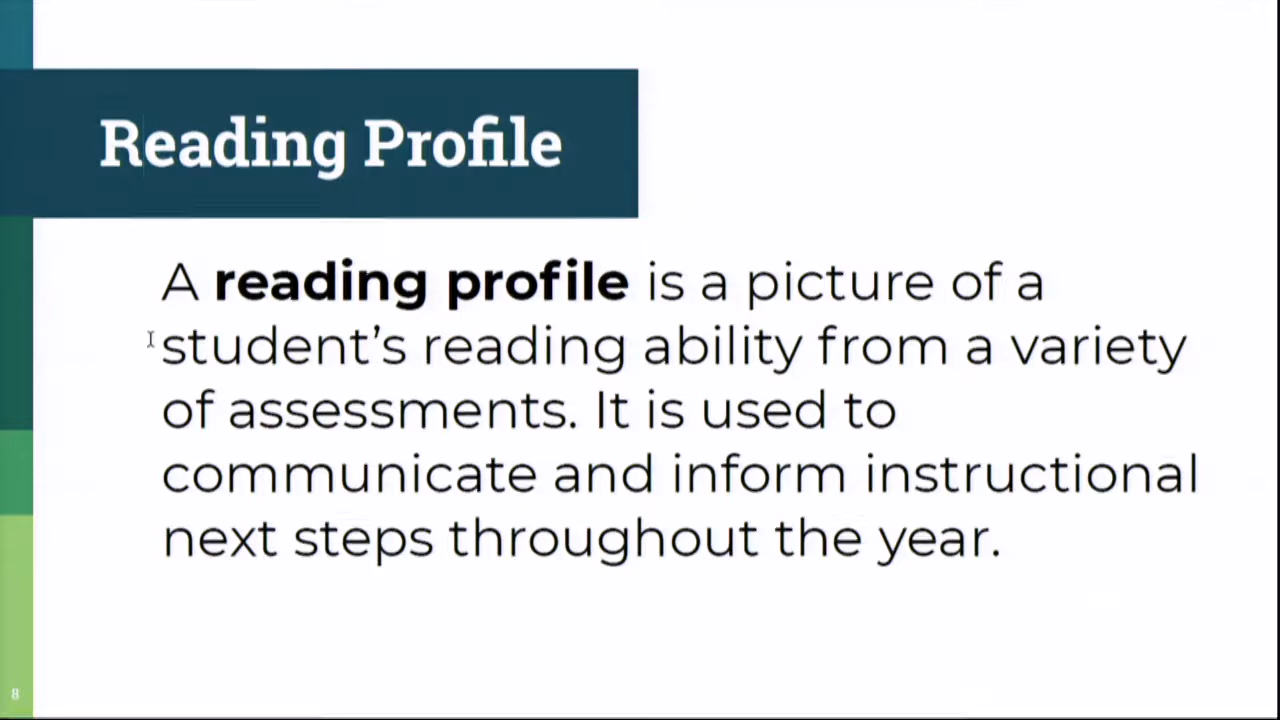 Reading Profile
A reading profile is a picture of a
student’s reading ability from a variety
of assessments. It is used to
communicate and inform instructional
next steps throughout the year.
8